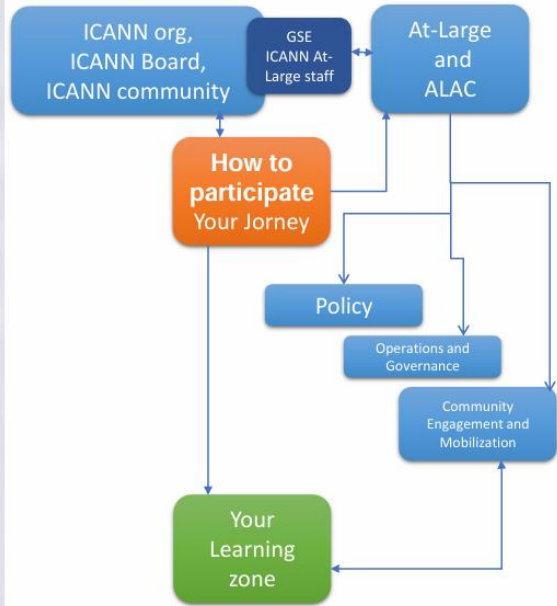 ICANN org,
ICANN Board,
ICANN community
GSE
ICANN At-
Large staff
At-Large
and
ALAC
How to
participate
Your Jorney
Policy
Operations and
Governance
Community
Engagement and
Mobilization
Your
Learning
zone